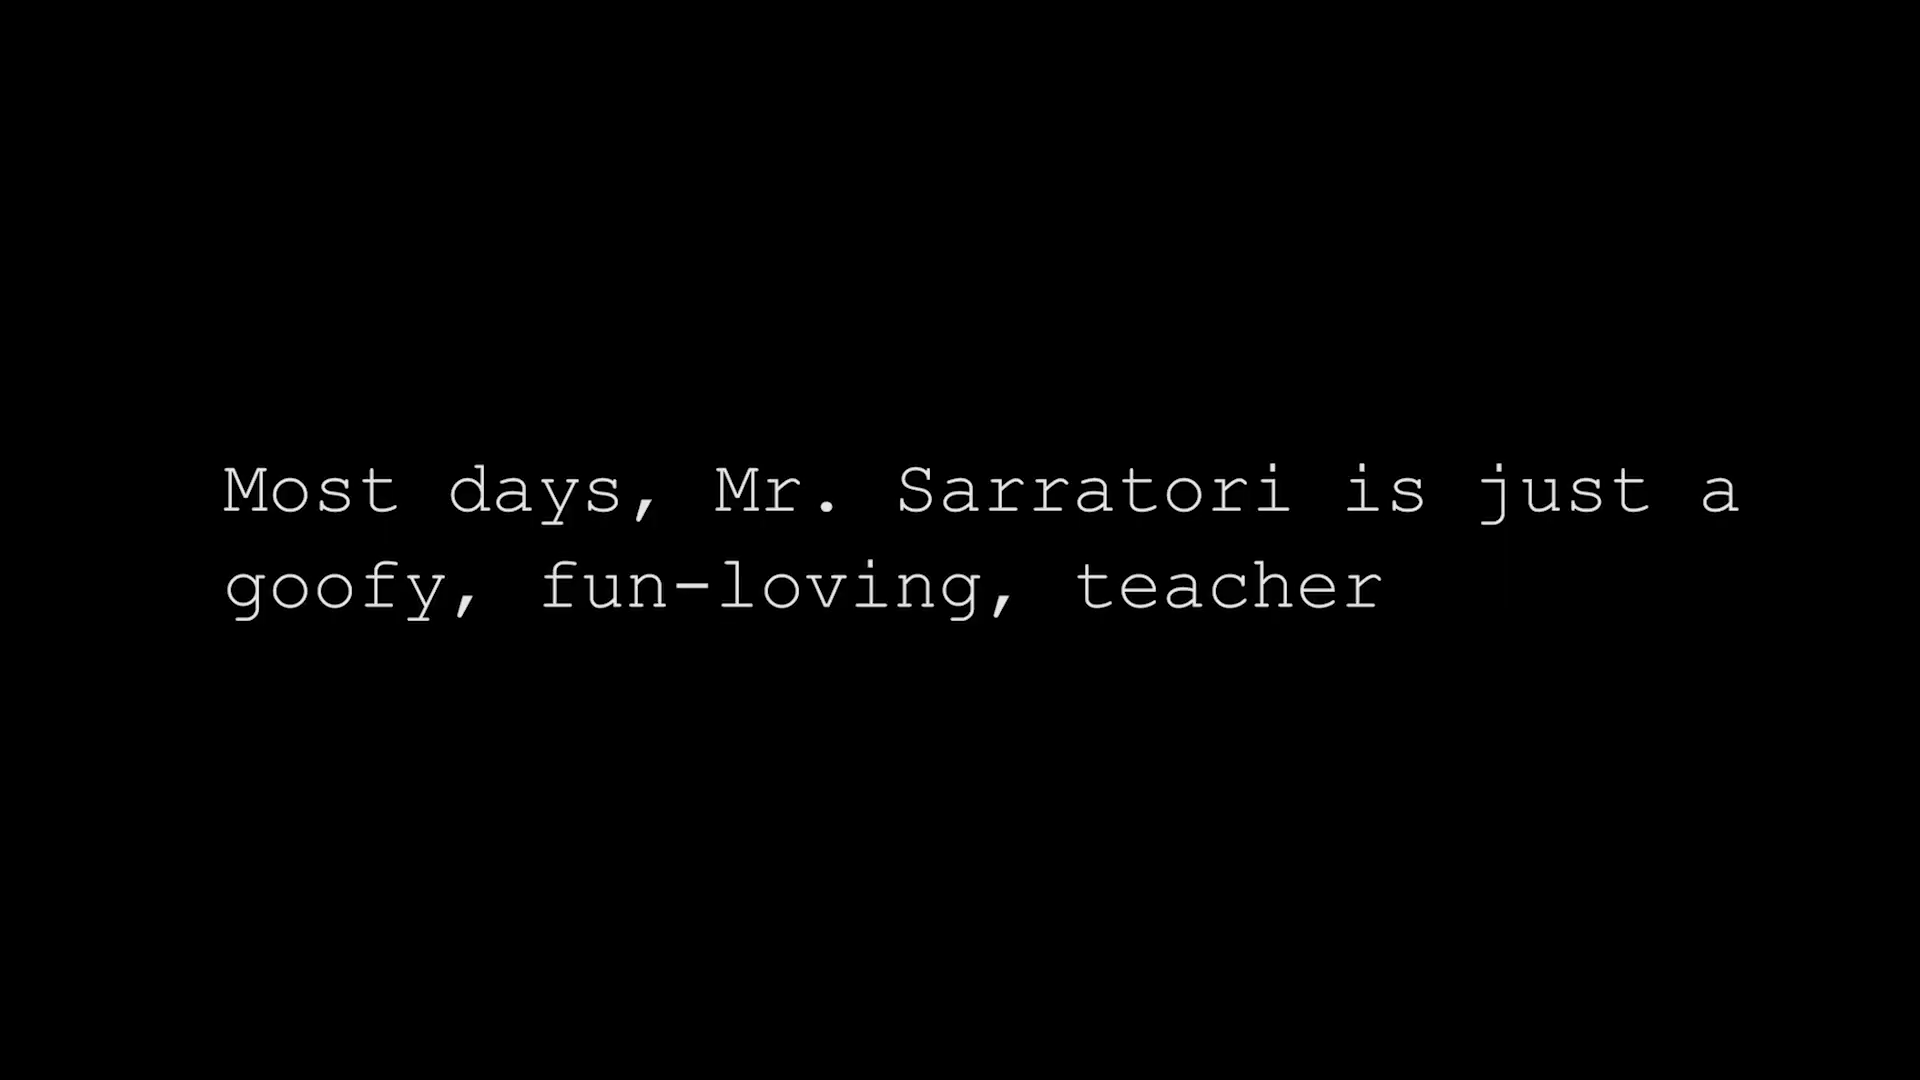 Most days, Mr. Sarratori is just a
goofy, fun-loving, teacher